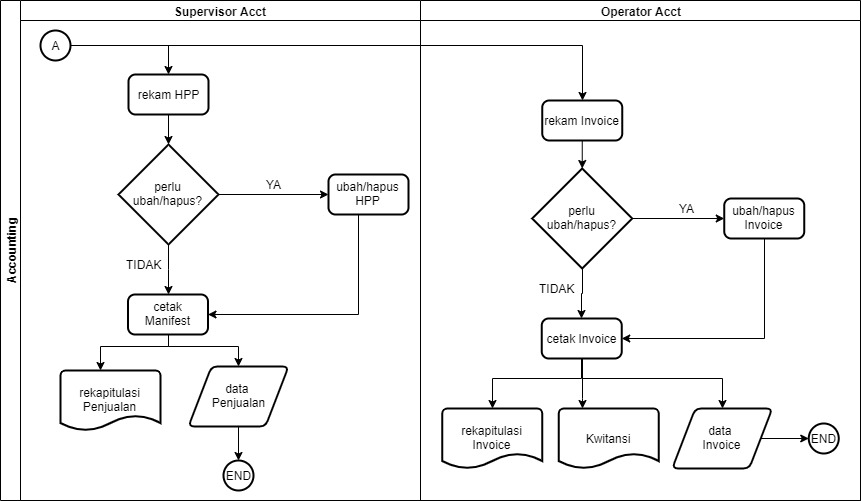 Supervisor Acct
Operator Acct
Accounting
A
rekam HPP
perlu
ubah/hapus?
YA
ubah/hapus
HPP
TIDAK
cetak
Manifest
rekapitulasi
Penjualan
data
Penjualan
END
rekam Invoice
perlu
ubah/hapus?
YA
ubah/hapus
Invoice
TIDAK
cetak Invoice
rekapitulasi
Invoice
Kwitansi
data
Invoice
END